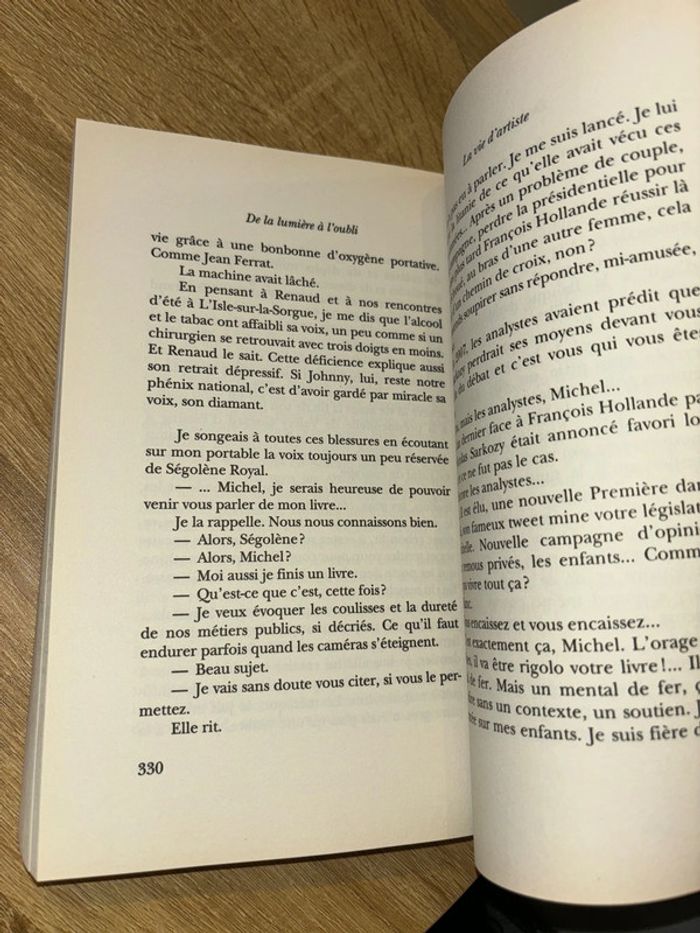 De la lumière à l'oubli
vie grâce à une bonbonne d'oxygène portative.
Comme Jean Ferrat.
La machine avait lâché.
En pensant à Renaud et à nos rencontres
d'été à L'Isle-sur-la-Sorgue, je me dis que l'alcool
et le tabac ont affaibli sa voix, un peu comme si un
chirurgien se retrouvait avec trois doigts en moins.
Et Renaud le sait. Cette déficience explique aussi
son retrait dépressif. Si Johnny, lui, reste notre
phénix national, c'est d'avoir gardé par miracle sa
voix, son diamant.
Je songeais à toutes ces blessures en écoutant
sur mon portable la voix toujours un peu réservée
de Ségolène Royal.
— ... Michel, je serais heureuse de pouvoir
venir vous parler de mon livre...
Je la rappelle. Nous nous connaissons bien.
— Alors, Ségolène?
— Alors, Michel?
— Moi aussi je finis un livre.
— Qu'est-ce que c'est, cette fois?
— Je veux évoquer les coulisses et la dureté
de nos métiers publics, si décriés. Ce qu'il faut
endurer parfois quand les caméras s'éteignent.
— Beau sujet.
— Je vais sans doute vous citer, si vous le per-
mettez.
Elle rit.
330
La vie d'artiste
à parler. Je me suis lancé. Je lui
de ce qu'elle avait vécu ces
Après un problème de couple,
perdre la présidentielle pour
plus tard François Hollande réussir là
au bras d'une autre femme, cela
un chemin de croix, non?
soupirer sans répondre, mi-amusée,
2007, les analystes avaient prédit que
perdrait ses moyens devant vous
du débat et c'est vous qui vous ête
mais les analystes, Michel...
dernier face à François Hollande pa
Sarkozy était annoncé favori lo
ce ne fut pas le cas.
les analystes...
est élu, une nouvelle Première dam
son fameux tweet mine votre législat
Nouvelle campagne d'opini
privés, les enfants... Comm
vivre tout ça?
encaissez et vous encaissez...
exactement ça, Michel. L'orage
il va être rigolo votre livre!... Il
de fer. Mais un mental de fer, ç
sans un contexte, un soutien. J
sur mes enfants. Je suis fière d